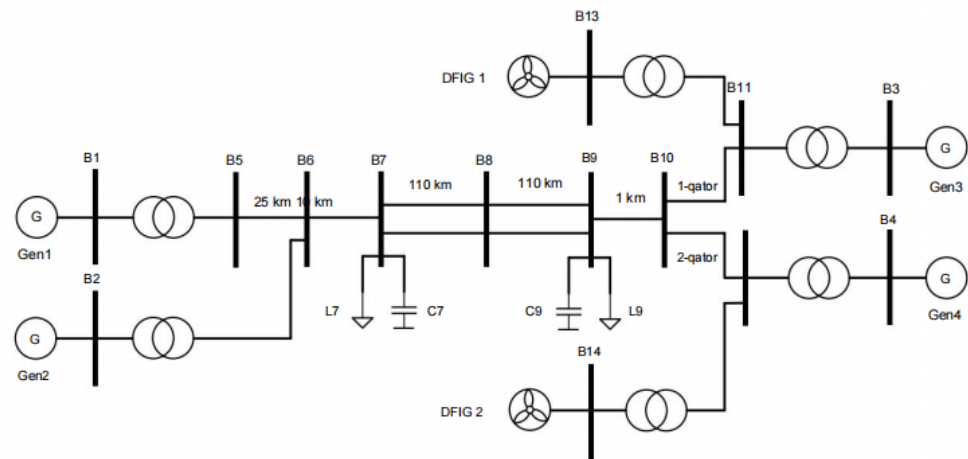 B13
DFIG 1
B11
B3
G
Gen3
B1
B5
B6
B7
B8
B9
B10
1-qator
110 km
110 km
25 km
10 km
1 km
G
Gen1
B2
2-qator
B4
G
Gen2
L7
C7
C9
L9
G
Gen4
B14
DFIG 2